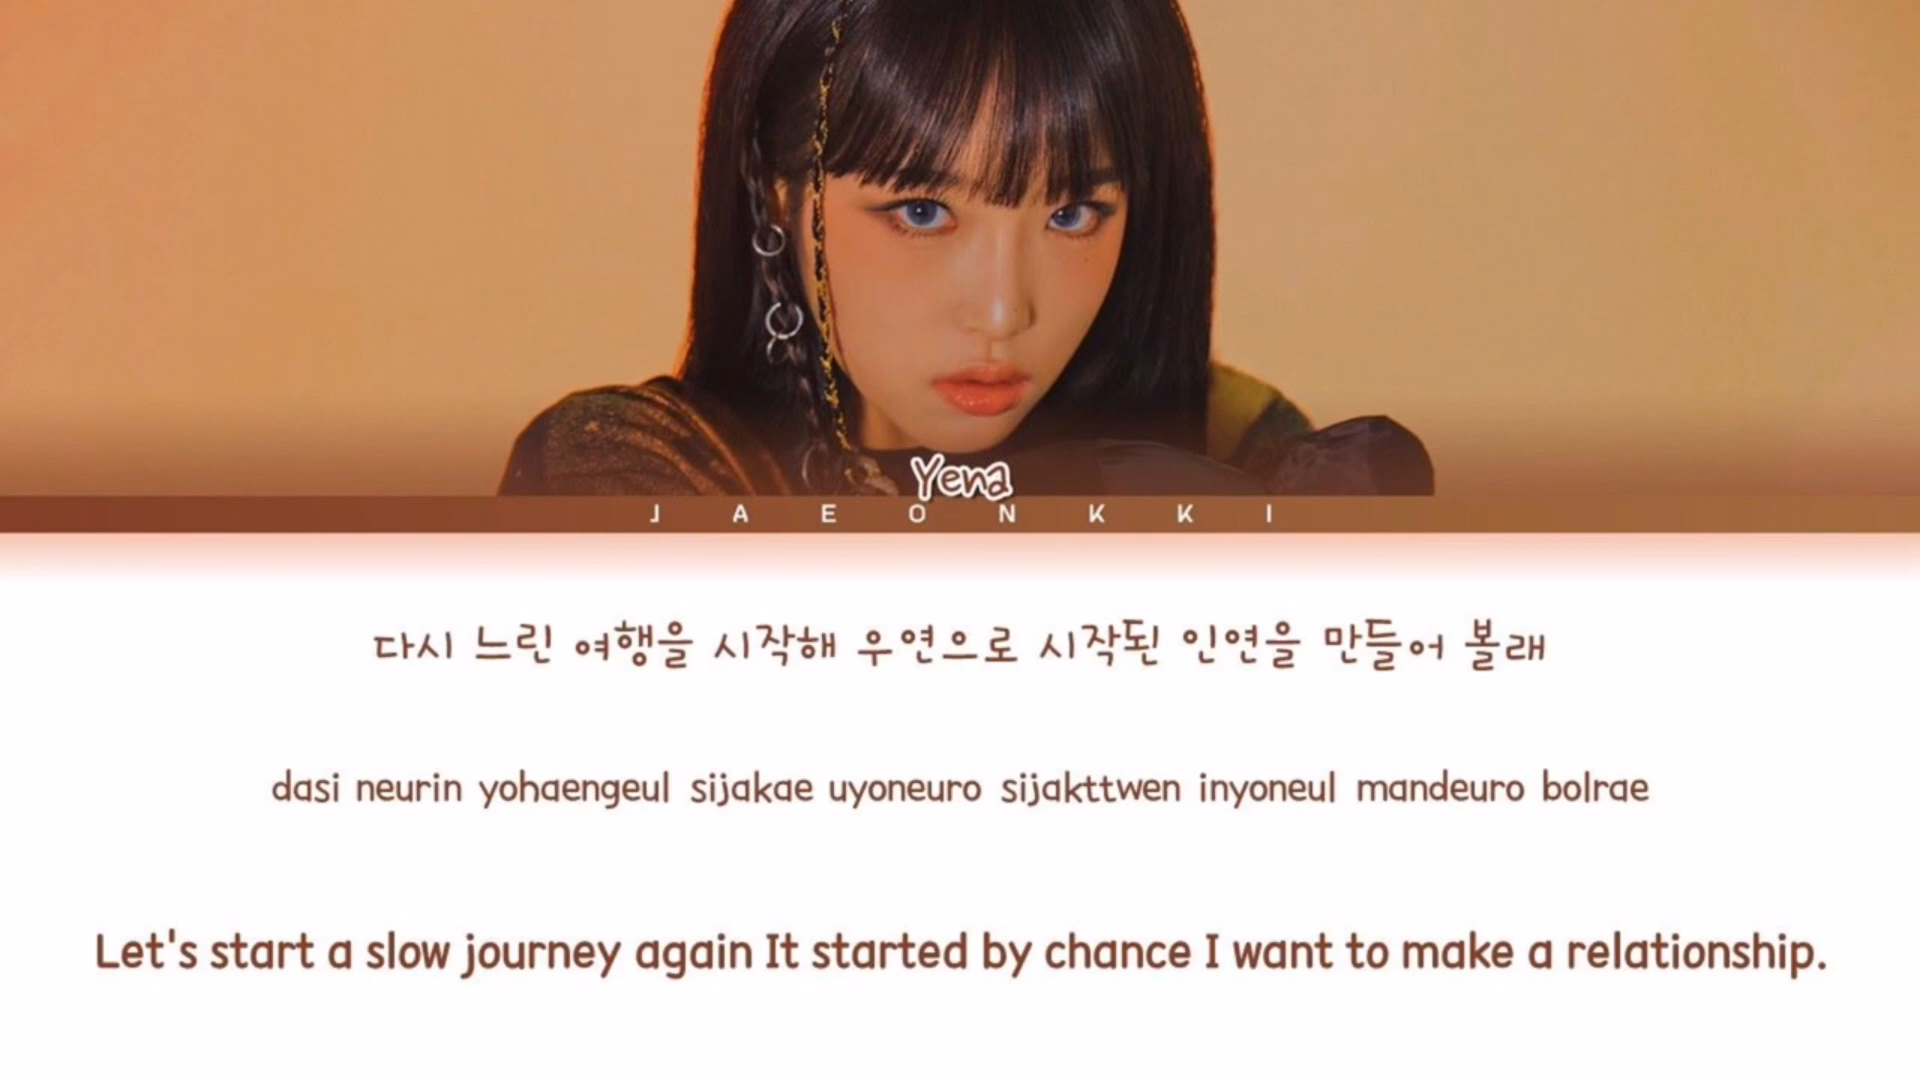 Yena
JAEONKKI
다시 느린 여행을 시작해 우연으로 시작된 인연을 만들어 볼래
dasi neurin yohaengeul sijakae uyoneuro sijakttwen inyoneul mandeuro bolrae
Let's start a slow journey again It started by chance I want to make a relationship.